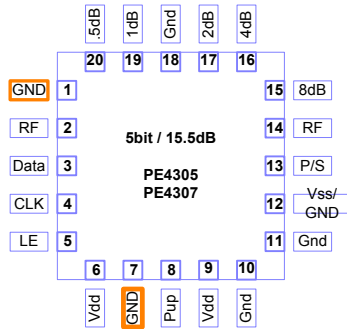 .5dB
1dB
Gnd
2dB
4dB
20
19
18
17
16
GND
1
15
8dB
RF
2
5bit / 15.5dB
14
RF
Data
3
PE4305
13
P/S
PE4307
CLK
4
12
Vss/
GND
LE
5
11
Gnd
6
7
8
9
10
Vdd
GND
Pup
Vdd
Gnd